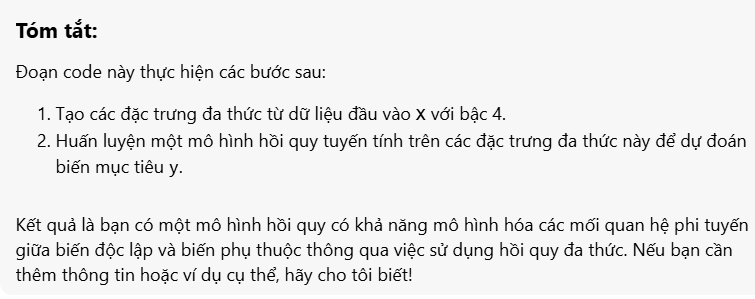 Tóm tắt:
Đoạn code này thực hiện các bước sau:
1. Tạo các đặc trưng đa thức từ dữ liệu đầu vào X với bậc 4.
2. Huấn luyện một mô hình hồi quy tuyến tính trên các đặc trưng đa thức này để dự đoán
biến mục tiêu y.
Kết quả là bạn có một mô hình hồi quy có khả năng mô hình hóa các mối quan hệ phi tuyến
giữa biến độc lập và biến phụ thuộc thông qua việc sử dụng hồi quy đa thức. Nếu bạn cần
thêm thông tin hoặc ví dụ cụ thể, hãy cho tôi biết!